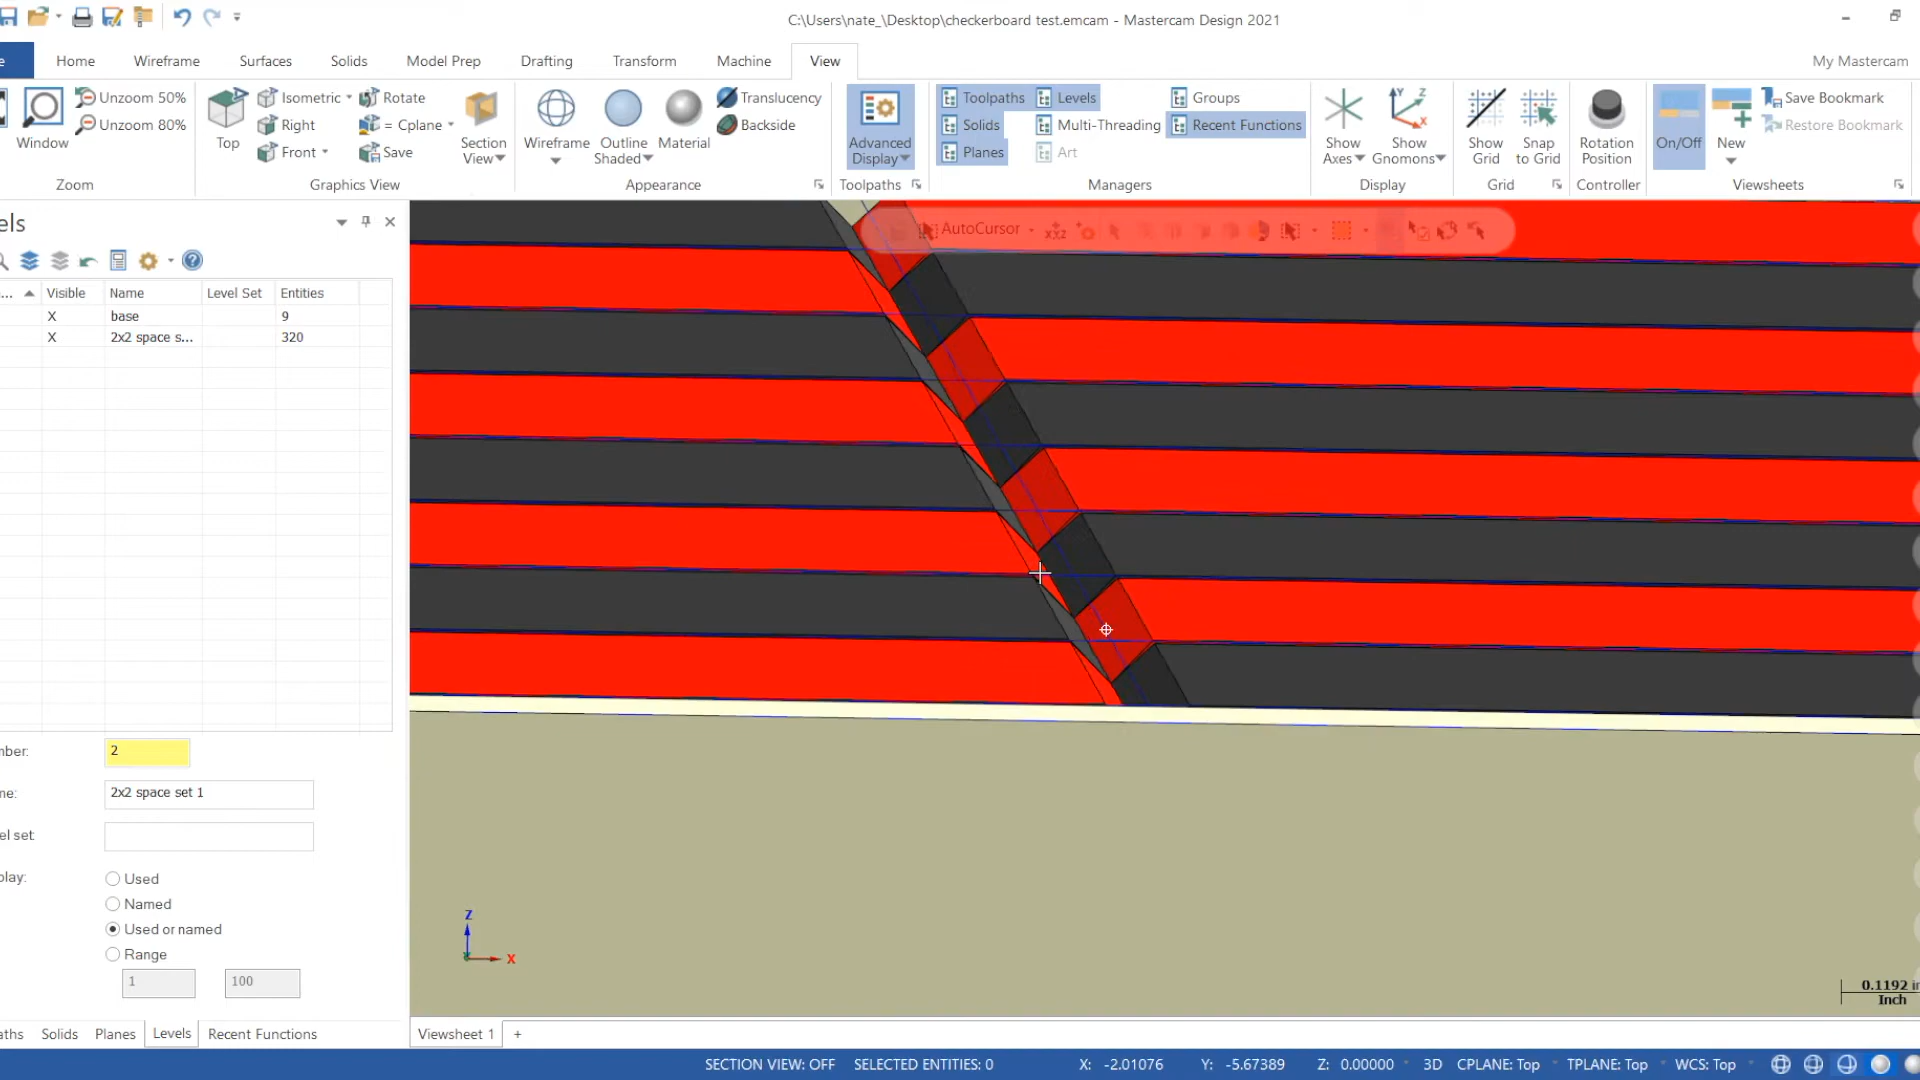 C:\Users\nate_\Desktop\checkerboard test.emcam - Mastercam Design 2021
e Home Wireframe Surfaces Solids Model Prep Drafting Transform Machine View My Mastercam
Window
Unzoom 50%
Unzoom 80%
Zoom
Top
Isometric
Right
Front
Rotate
= Cplane
Save
Section View
Graphics View
Wireframe
Outline Shaded
Material
Translucency
Backside
Appearance
Advanced Display
Toolpaths
Toolpaths
Solids
Planes
Levels
Multi-Threading
Art
Groups
Recent Functions
Managers
Show Axes
Show Gnomons
Display
Show Grid
Snap to Grid
Grid
Rotation Position
Controller
On/Off
New
Save Bookmark
Restore Bookmark
Viewsheets
els
AutoCursor
... Visible Name Level Set Entities
X base 9
X 2x2 space s... 320
mber: 2
me: 2x2 space set 1
el set
play:
Used
Named
Used or named
Range
1 100
Z
X
0.1192 in
Inch
aths Solids Planes Levels Recent Functions
Viewsheet 1 +
SECTION VIEW: OFF SELECTED ENTITIES: 0 X: -2.01076 Y: -5.67389 Z: 0.00000 3D CPLANE: Top TPLANE: Top WCS: Top